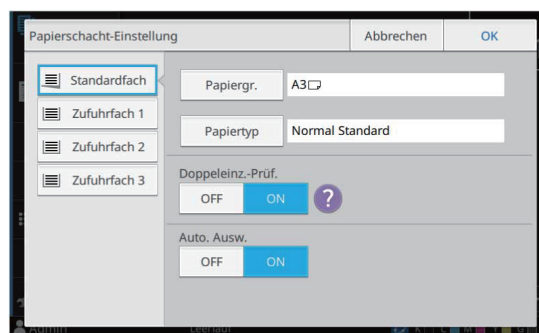 Papierschacht-Einstellung
Abbrechen
OK
Standardfach
Zufuhrfach 1
Zufuhrfach 2
Zufuhrfach 3
Papiergr.
A3
Papiertyp
Normal Standard
Doppeleinz.-Prüf.
OFF
ON
?
Auto. Ausw.
OFF
ON
Admin
Leerlauf
K
C
M
Y